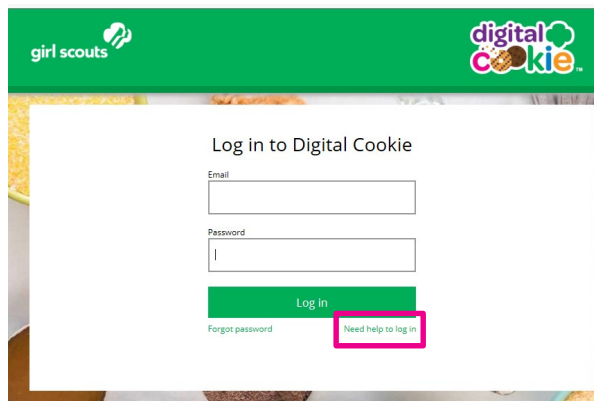 girl scouts
digital
cookie™
Log in to Digital Cookie
Email
Password
Log in
Forgot password Need help to log in